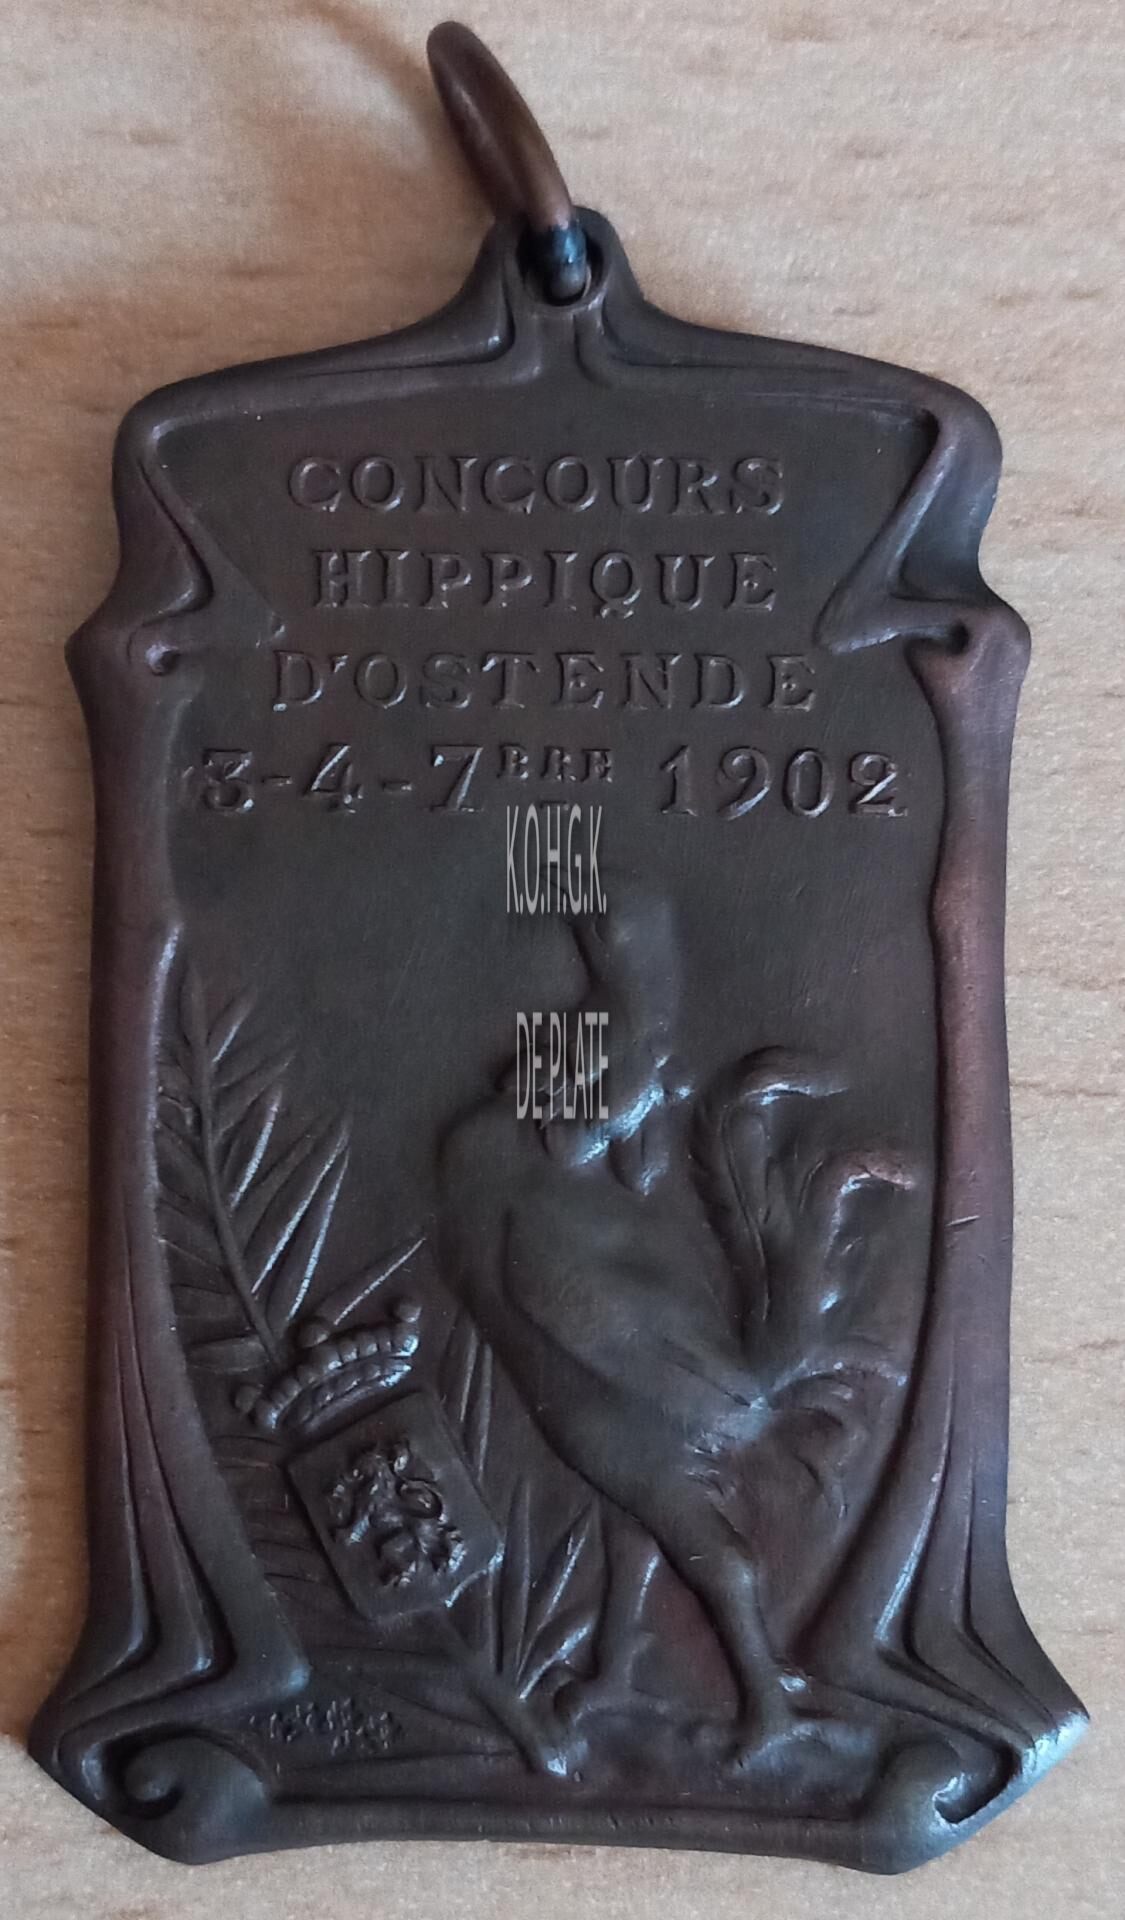 CONCOURS
HIPPIQUE
D'OSTENDE
3-4-7BRE 1902
K.O.H.G.K.
DE PLATE